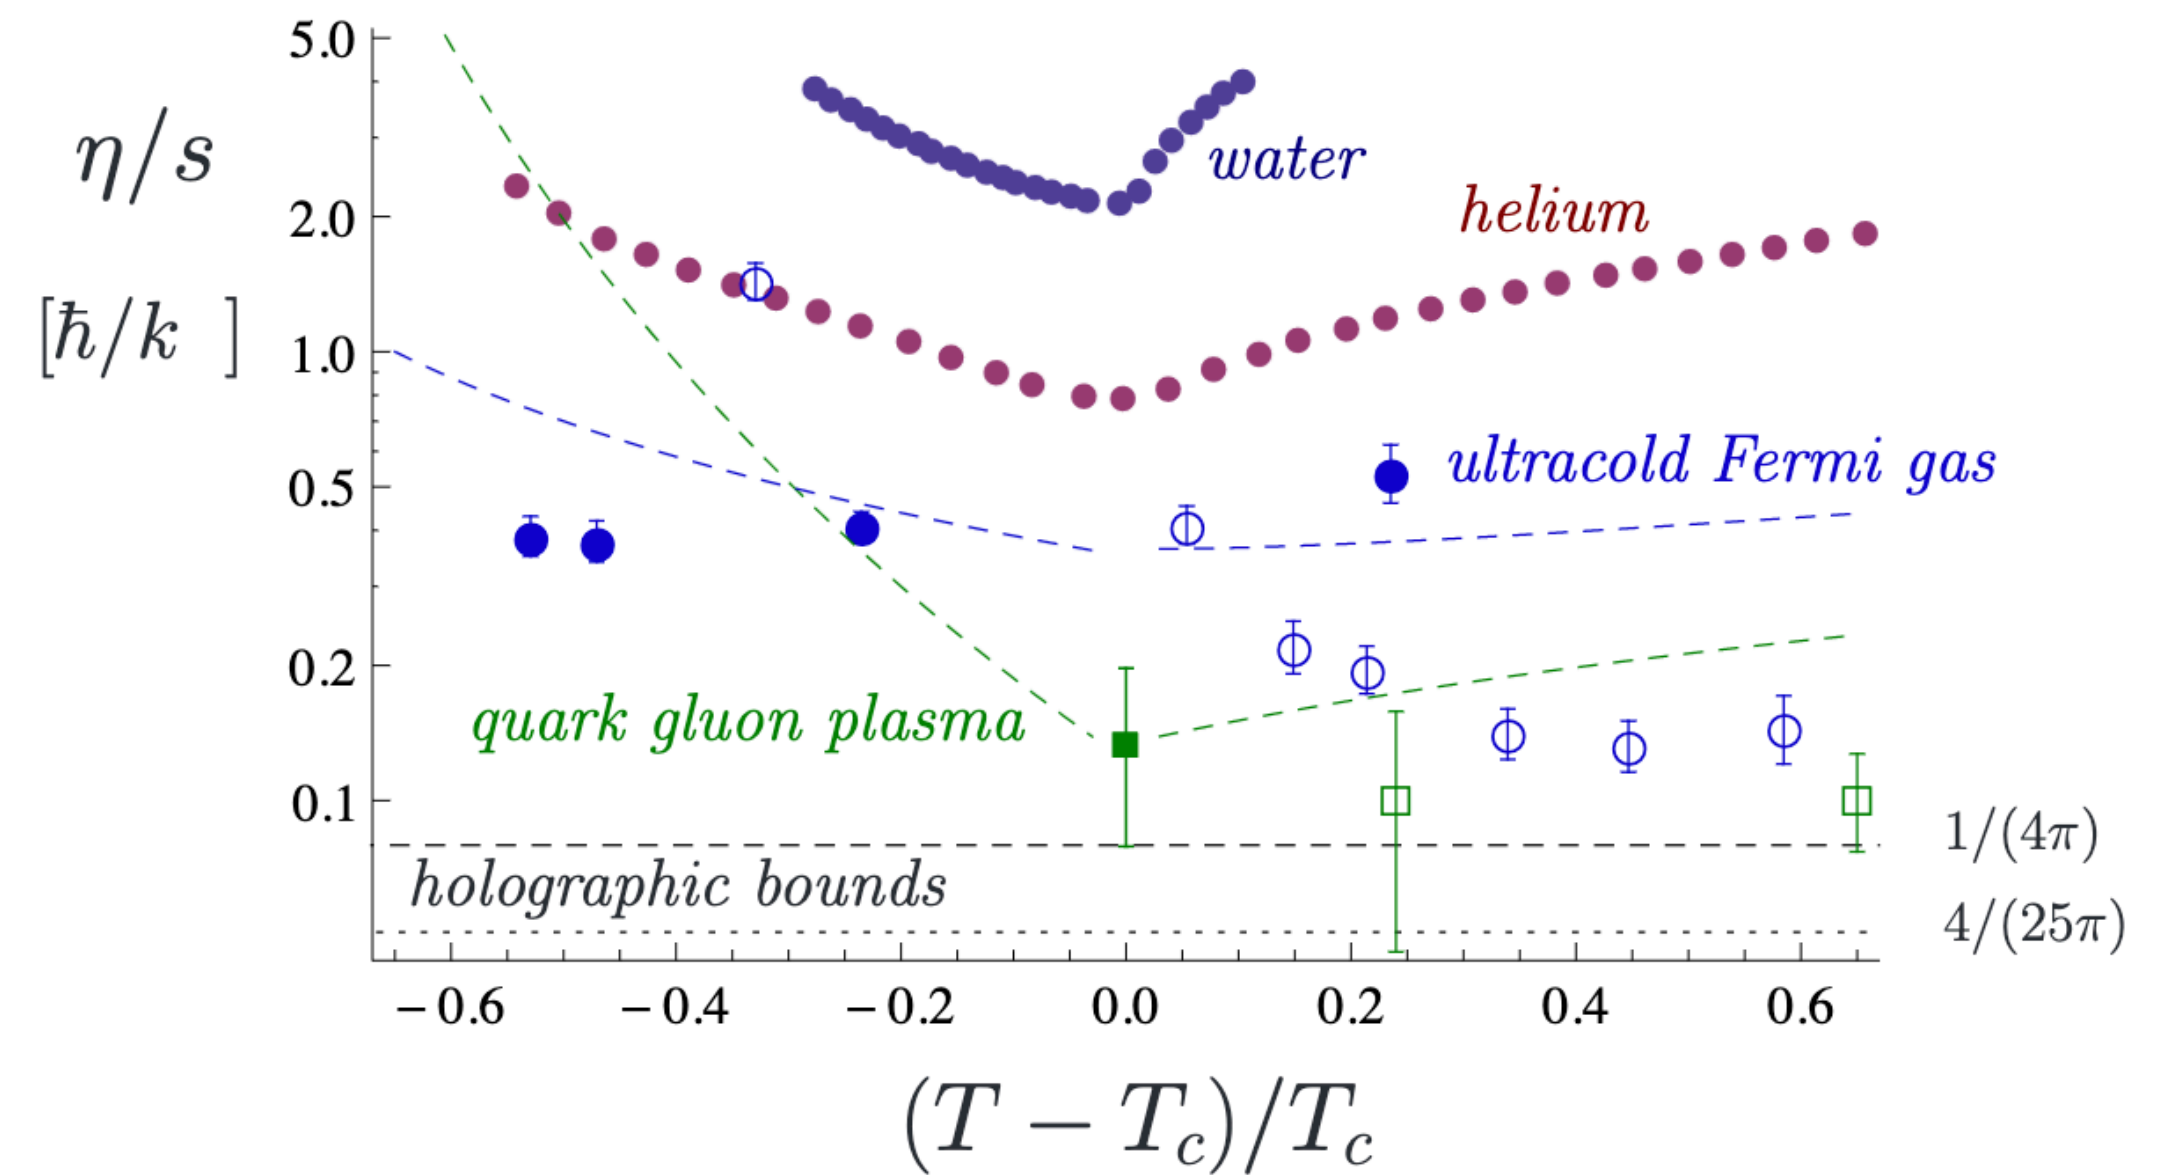 5.0
η/s
water
2.0
helium
[ħ/k ]
1.0
0.5
ultracold Fermi gas
0.2
quark gluon plasma
0.1
1/(4π)
holographic bounds
4/(25π)
−0.6 −0.4 −0.2 0.0 0.2 0.4 0.6
(T − T_c)/T_c